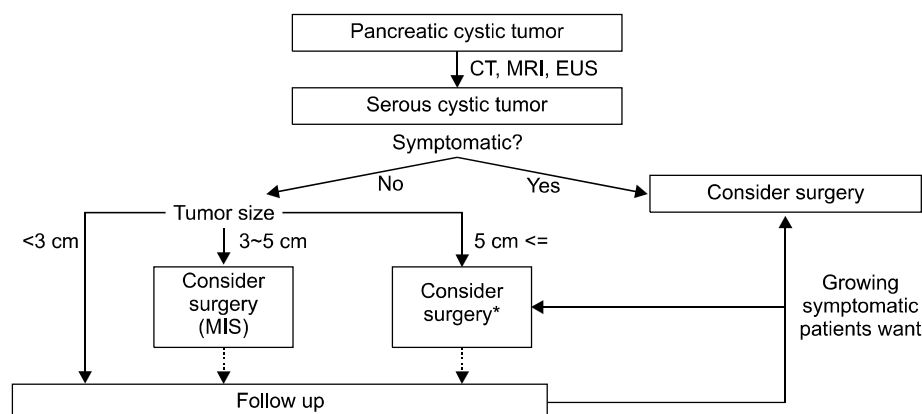 Pancreatic cystic tumor
CT, MRI, EUS
Serous cystic tumor
Symptomatic?
No
Yes
Consider surgery
Tumor size
<3 cm
3~5 cm
5 cm <=
Consider
surgery
(MIS)
Consider
surgery*
Growing
symptomatic
patients want
Follow up